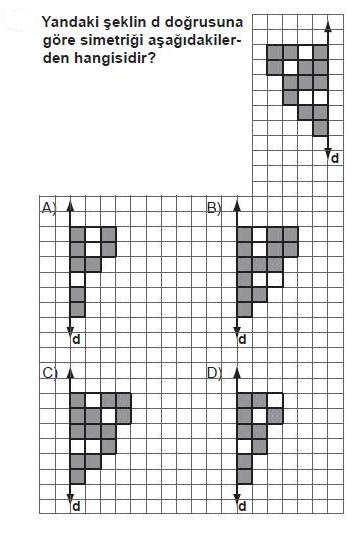 Yandaki şeklin d doğrusuna
göre simetriği aşağıdakiler-
den hangisidir?
d
A)
B)
d
d
C)
D)
d
d